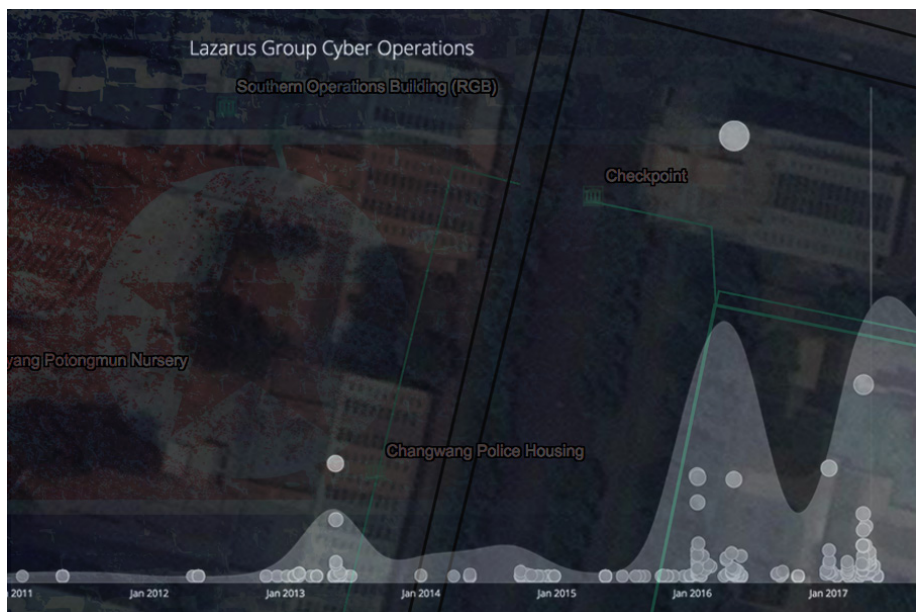 Lazarus Group Cyber Operations
Southern Operations Building (RGB)
Checkpoint
yang Potongmun Nursery
Changwang Police Housing
2011
Jan 2012
Jan 2013
Jan 2014
Jan 2015
Jan 2016
Jan 2017